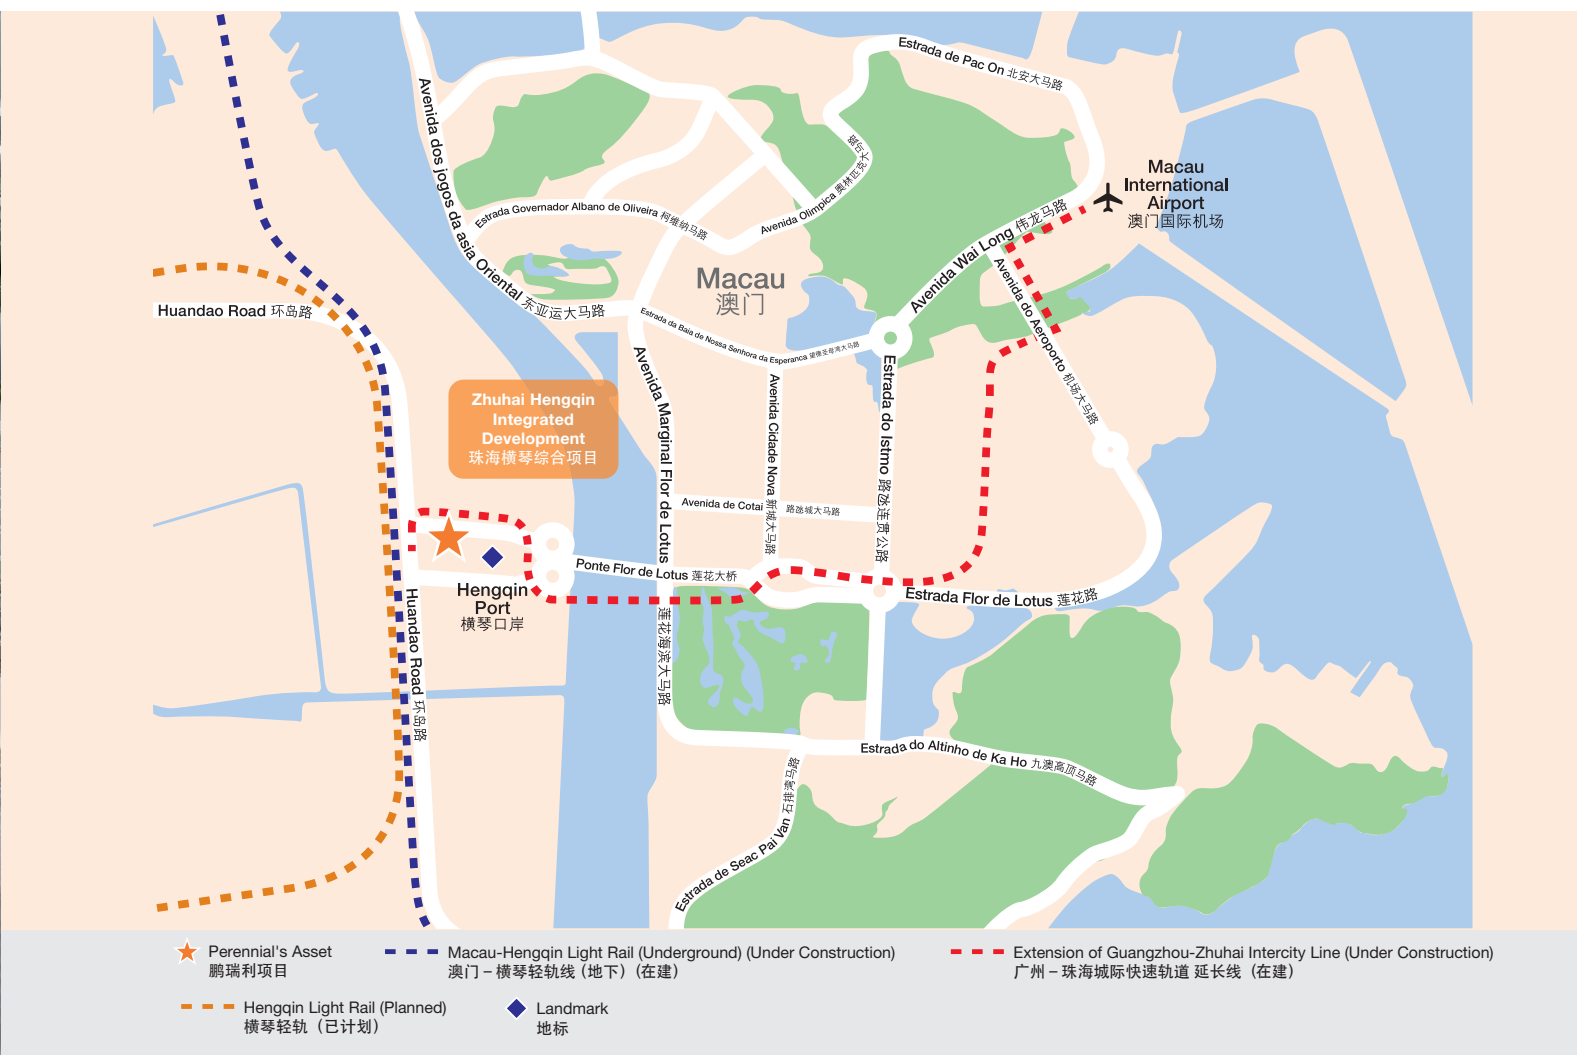 Estrada de Pac On 北安大马路
Avenida dos jogos da asia Oriental 东亚运大马路
Macau
International
Airport
澳门国际机场
Estrada Governador Albano de Oliveira 柯维纳马路
Avenida Olimpica 奥林匹克大马路
Avenida Wai Long 伟龙马路
Macau
澳门
Avenida do Aeroporto 机场大马路
Huandao Road 环岛路
Estrada da Baia de Nossa Senhora da Esperanca 望德圣母湾大马路
Zhuhai Hengqin
Integrated
Development
珠海横琴综合项目
Avenida Marginal Flor de Lotus 莲花海滨大马路
Avenida Cidade Nova 新城大马路
Estrada do Istmo 路氹连贯公路
Avenida de Cotai 路氹城大马路
Ponte Flor de Lotus 莲花大桥
Estrada Flor de Lotus 莲花路
Hengqin
Port
横琴口岸
Huandao Road 环岛路
Estrada do Altinho de Ka Ho 九澳高顶马路
Estrada de Seac Pai Van 石排湾马路
Perennial's Asset
鹏瑞利项目
Macau-Hengqin Light Rail (Underground) (Under Construction)
澳门 – 横琴轻轨线 (地下) (在建)
Extension of Guangzhou-Zhuhai Intercity Line (Under Construction)
广州 – 珠海城际快速轨道 延长线 (在建)
Hengqin Light Rail (Planned)
横琴轻轨 (已计划)
Landmark
地标